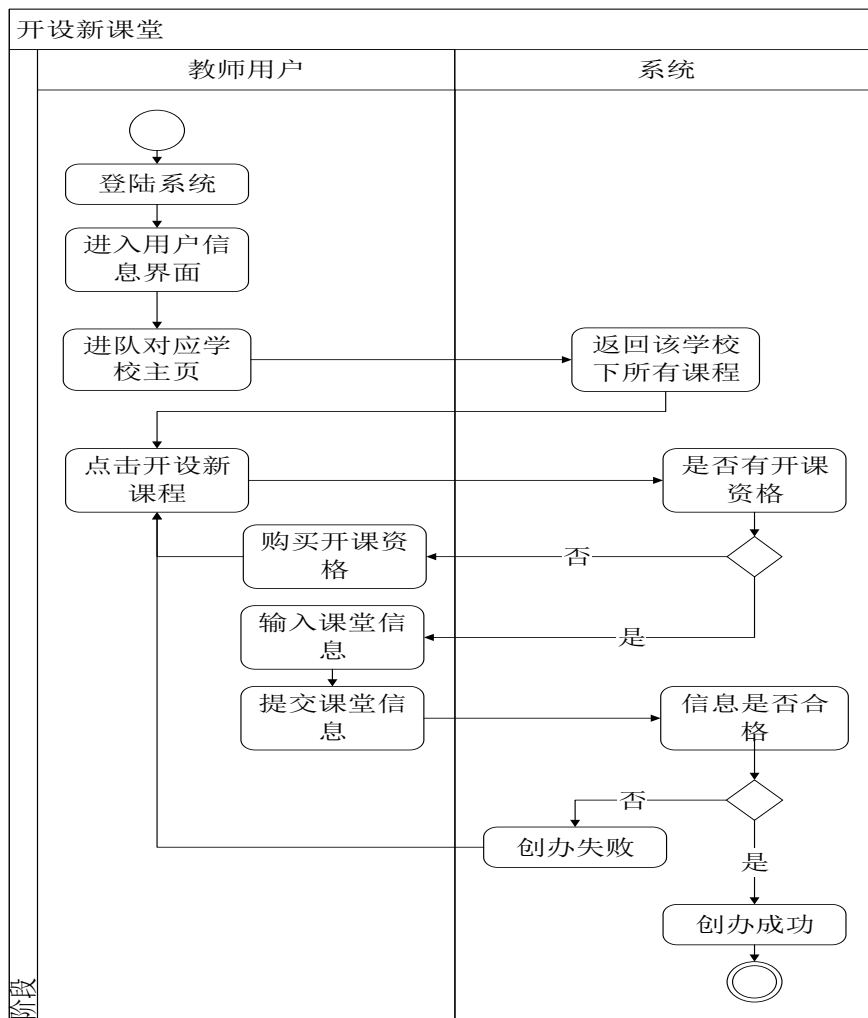 开设新课堂
教师用户
系统
登陆系统
进入用户信
息界面
进队对应学
校主页
返回该学校
下所有课程
点击开设新
课程
是否有开课
资格
购买开课资
格
否
输入课堂信
息
是
提交课堂信
息
信息是否合
格
否
创办失败
是
创办成功
阶段